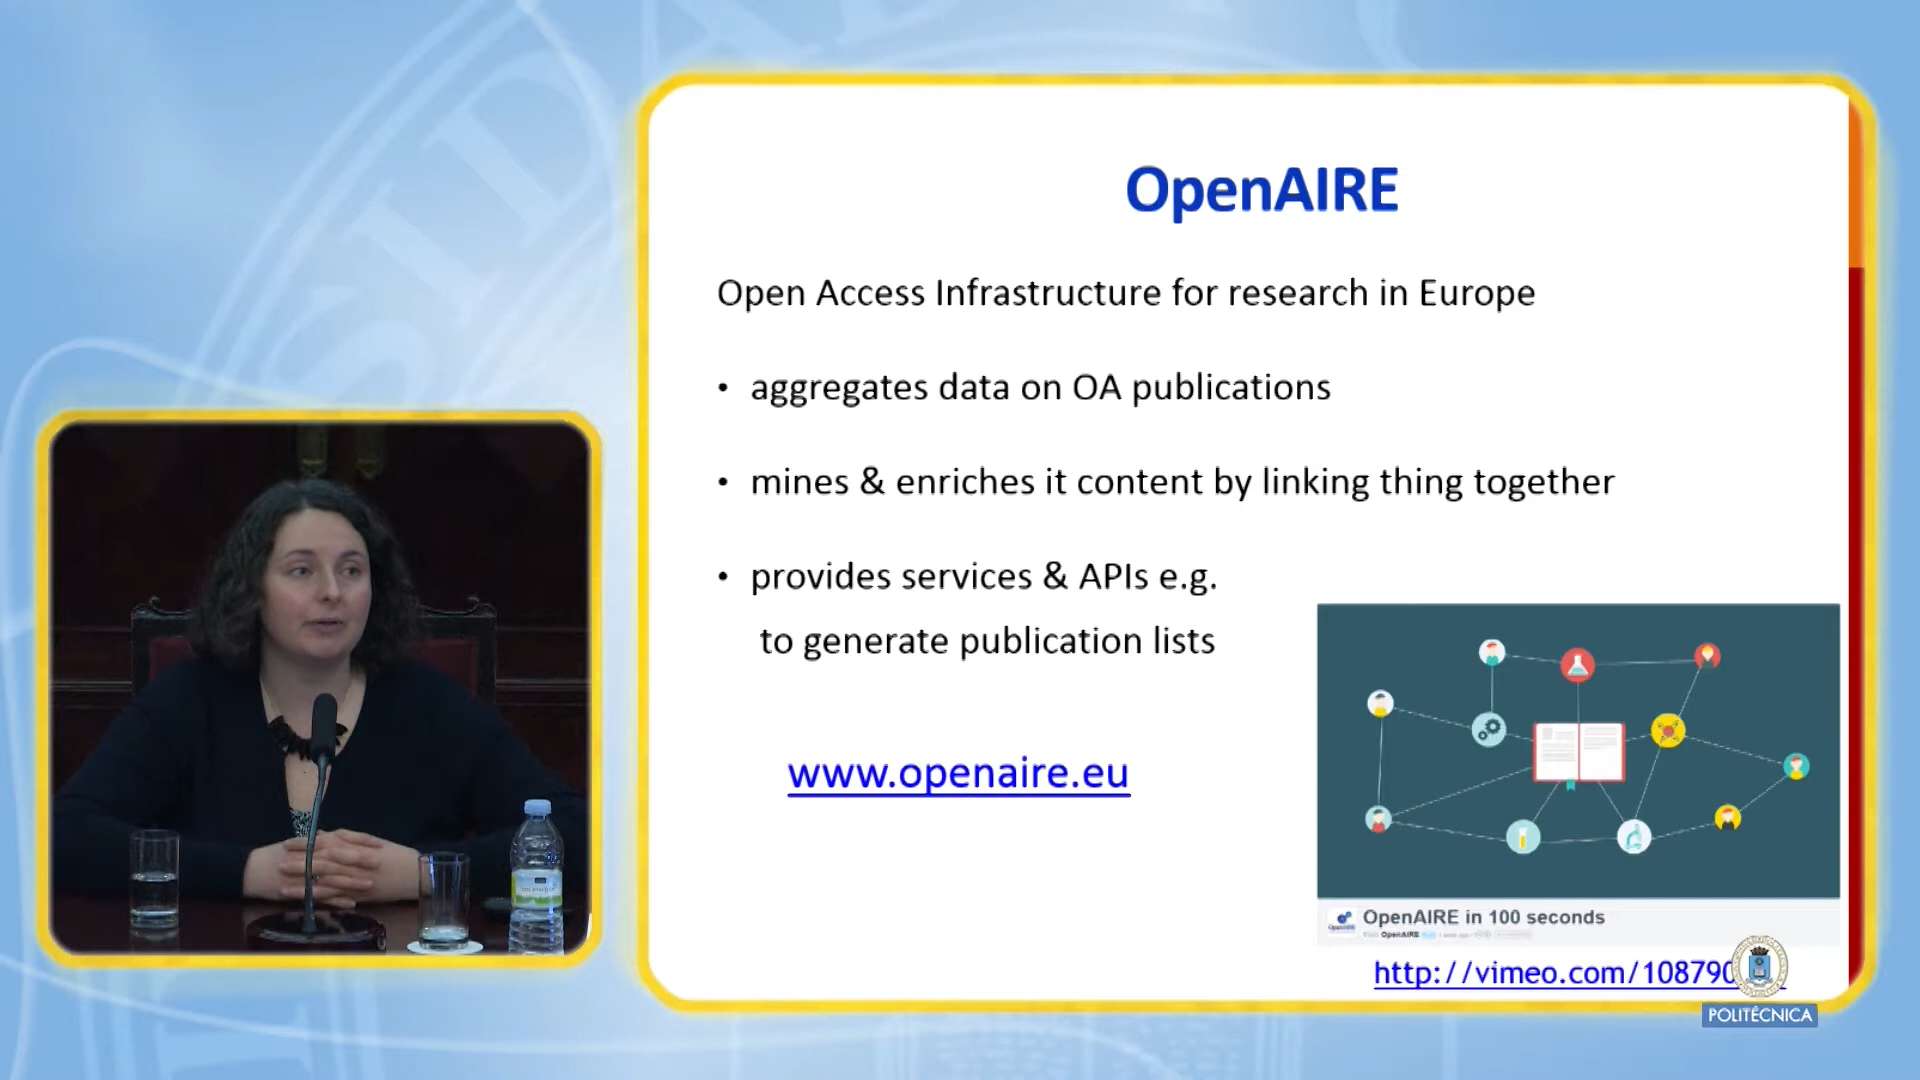 OpenAIRE
Open Access Infrastructure for research in Europe
• aggregates data on OA publications
• mines & enriches it content by linking thing together
• provides services & APIs e.g.
to generate publication lists
www.openaire.eu
OpenAIRE in 100 seconds
OpenAIRE
http://vimeo.com/108790
POLITÉCNICA